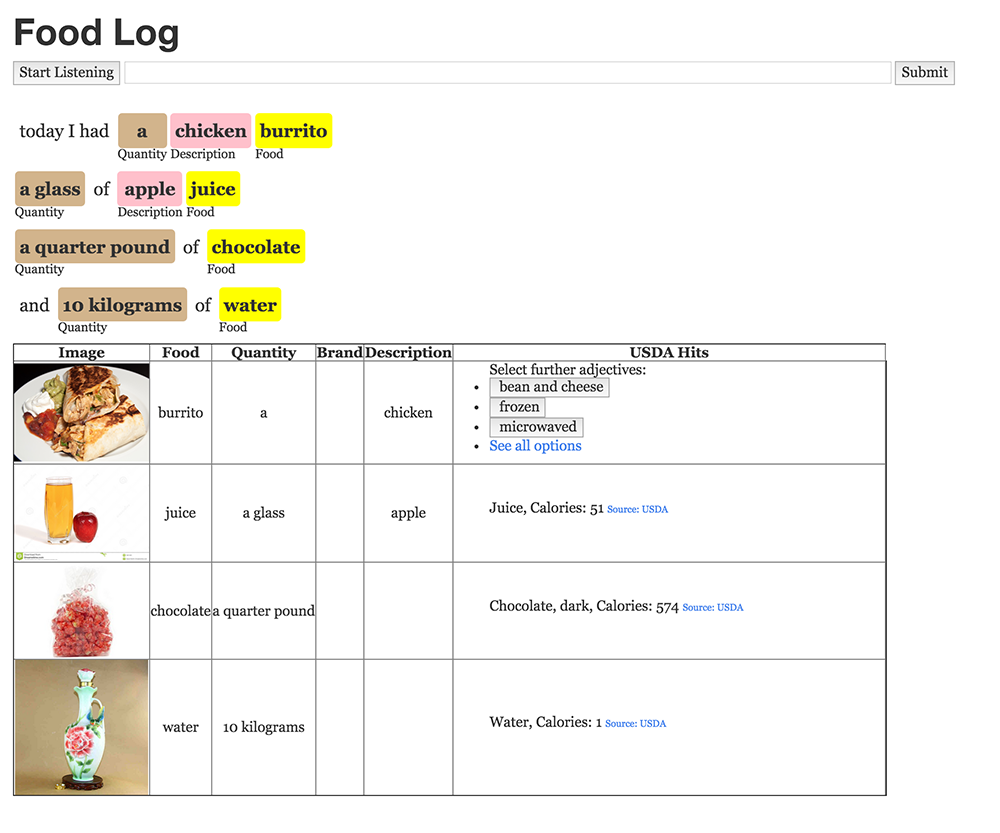 Food Log
Start Listening Submit
today I had a chicken burrito
Quantity Description Food
a glass of apple juice
Quantity Description Food
a quarter pound of chocolate
Quantity Food
and 10 kilograms of water
Quantity Food
Image Food Quantity Brand Description USDA Hits
Select further adjectives:
• bean and cheese
• frozen
• microwaved
• See all options
burrito a chicken
juice a glass apple Juice, Calories: 51 Source: USDA
chocolate a quarter pound Chocolate, dark, Calories: 574 Source: USDA
water 10 kilograms Water, Calories: 1 Source: USDA